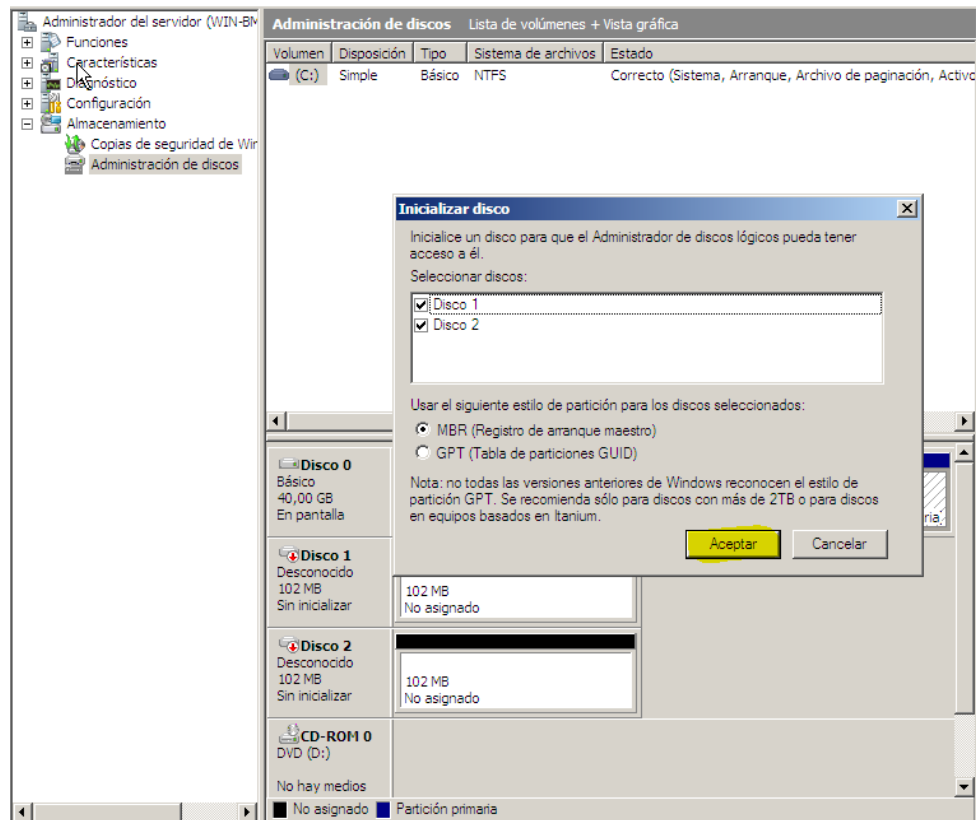 Administrador del servidor (WIN-BM
Funciones
Características
Diagnóstico
Configuración
Almacenamiento
Copias de seguridad de Wir
Administración de discos
Administración de discos Lista de volúmenes + Vista gráfica
Volumen Disposición Tipo Sistema de archivos Estado
(C:) Simple Básico NTFS Correcto (Sistema, Arranque, Archivo de paginación, Activo
Inicializar disco
Inicialice un disco para que el Administrador de discos lógicos pueda tener
acceso a él.
Seleccionar discos:
Disco 1
Disco 2
Usar el siguiente estilo de partición para los discos seleccionados:
MBR (Registro de arranque maestro)
GPT (Tabla de particiones GUID)
Nota: no todas las versiones anteriores de Windows reconocen el estilo de
partición GPT. Se recomienda sólo para discos con más de 2TB o para discos
en equipos basados en Itanium.
Aceptar Cancelar
Disco 0
Básico
40,00 GB
En pantalla
ria,
Disco 1
Desconocido
102 MB
Sin inicializar
102 MB
No asignado
Disco 2
Desconocido
102 MB
Sin inicializar
102 MB
No asignado
CD-ROM 0
DVD (D:)
No hay medios
No asignado Partición primaria